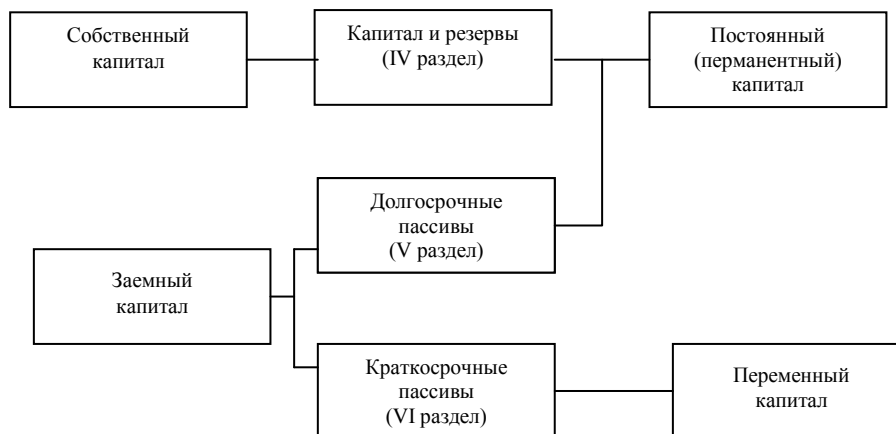 Собственный
капитал
Капитал и резервы
(IV раздел)
Постоянный
(перманентный)
капитал
Долгосрочные
пассивы
(V раздел)
Заемный
капитал
Краткосрочные
пассивы
(VI раздел)
Переменный
капитал